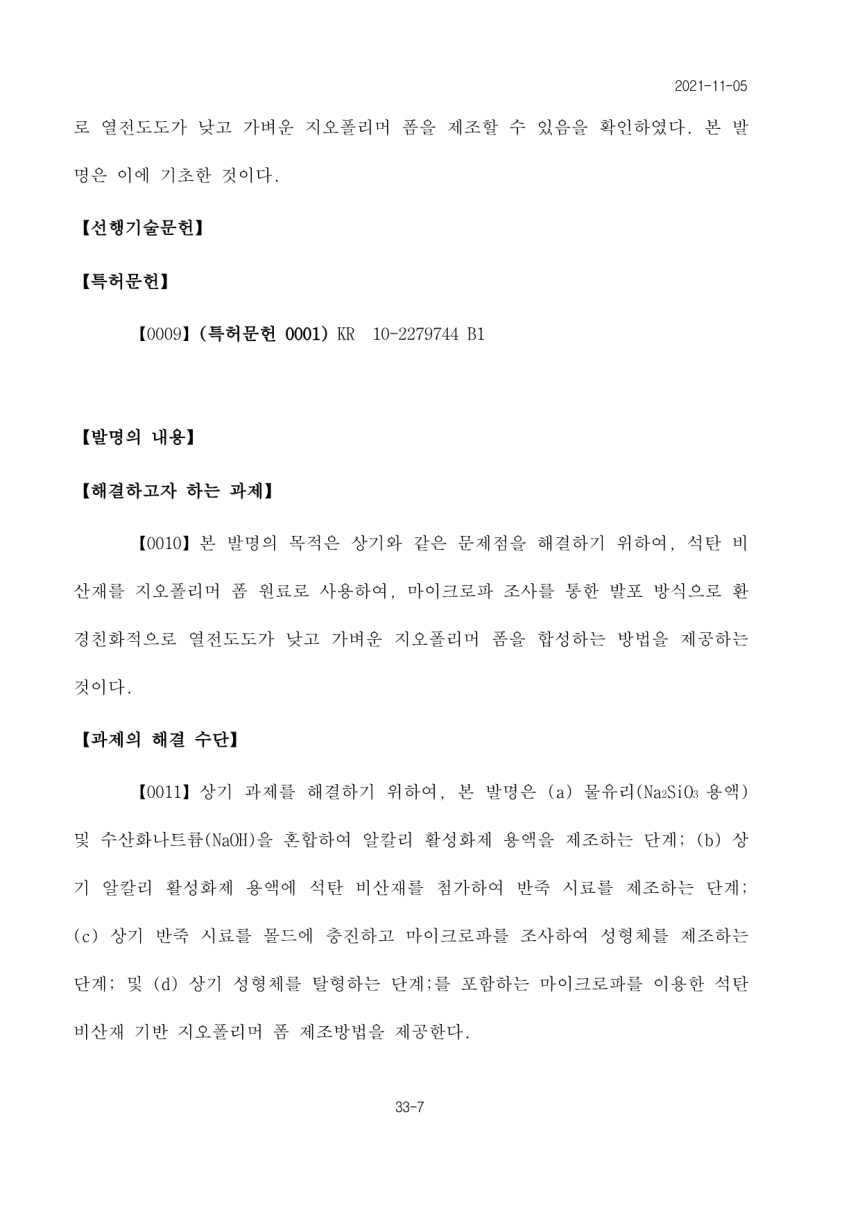 2021-11-05
로 열전도도가 낮고 가벼운 지오폴리머 폼을 제조할 수 있음을 확인하였다. 본 발
명은 이에 기초한 것이다.
【선행기술문헌】
【특허문헌】
【0009】(특허문헌 0001) KR 10-2279744 B1
【발명의 내용】
【해결하고자 하는 과제】
【0010】본 발명의 목적은 상기와 같은 문제점을 해결하기 위하여, 석탄 비
산재를 지오폴리머 폼 원료로 사용하여, 마이크로파 조사를 통한 발포 방식으로 환
경친화적으로 열전도도가 낮고 가벼운 지오폴리머 폼을 합성하는 방법을 제공하는
것이다.
【과제의 해결 수단】
【0011】상기 과제를 해결하기 위하여, 본 발명은 (a) 물유리(Na₂SiO₃ 용액)
및 수산화나트륨(NaOH)을 혼합하여 알칼리 활성화제 용액을 제조하는 단계; (b) 상
기 알칼리 활성화제 용액에 석탄 비산재를 첨가하여 반죽 시료를 제조하는 단계;
(c) 상기 반죽 시료를 몰드에 충진하고 마이크로파를 조사하여 성형체를 제조하는
단계; 및 (d) 상기 성형체를 탈형하는 단계;를 포함하는 마이크로파를 이용한 석탄
비산재 기반 지오폴리머 폼 제조방법을 제공한다.
33-7